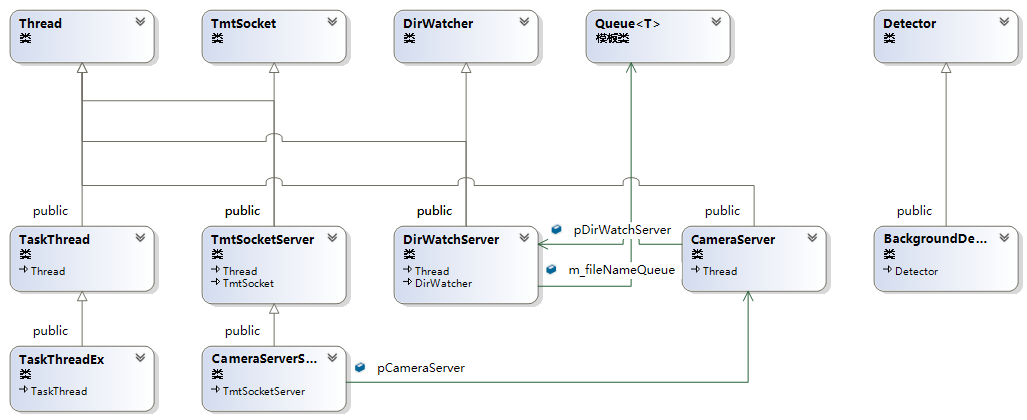 Thread
类
TmtSocket
类
DirWatcher
类
Queue<T>
模板类
Detector
类
public
public
public
public
public
TaskThread
类
Thread
TmtSocketServer
类
Thread
TmtSocket
DirWatchServer
类
Thread
DirWatcher
pDirWatchServer
m_fileNameQueue
CameraServer
类
Thread
BackgroundDe...
类
Detector
public
public
TaskThreadEx
类
TaskThread
CameraServerS...
类
TmtSocketServer
pCameraServer